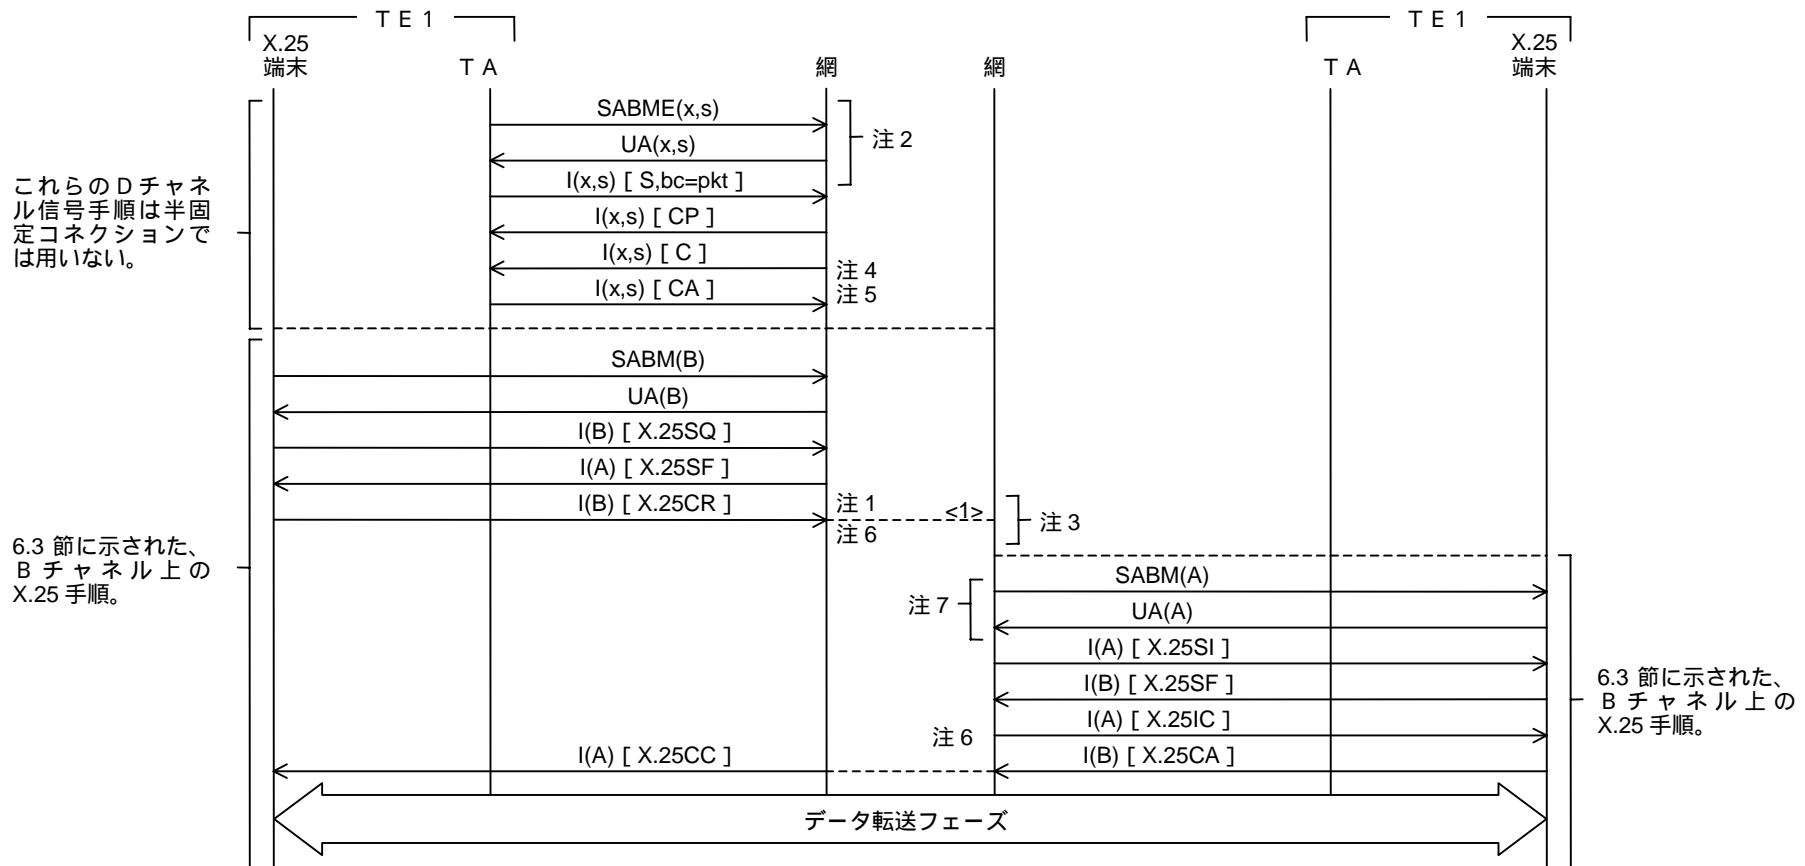 ＴＥ１
ＴＥ１
X.25
端末
ＴＡ
網
網
ＴＡ
X.25
端末
SABME(x,s)
注２
UA(x,s)
I(x,s)［S,bc=pkt］
I(x,s)［CP］
I(x,s)［C］
注４
I(x,s)［CA］
注５
これらのＤチャネ
ル信号手順は半固
定コネクションで
は用いない。
SABM(B)
UA(B)
I(B)［X.25SQ］
I(A)［X.25SF］
I(B)［X.25CR］
注１
<1>
注３
注６
6.3 節に示された、
Ｂチャネル上の
X.25 手順。
SABM(A)
注７
UA(A)
I(A)［X.25SI］
I(B)［X.25SF］
I(A)［X.25IC］
注６
I(A)［X.25CC］
I(B)［X.25CA］
6.3 節に示された、
Ｂチャネル上の
X.25 手順。
データ転送フェーズ